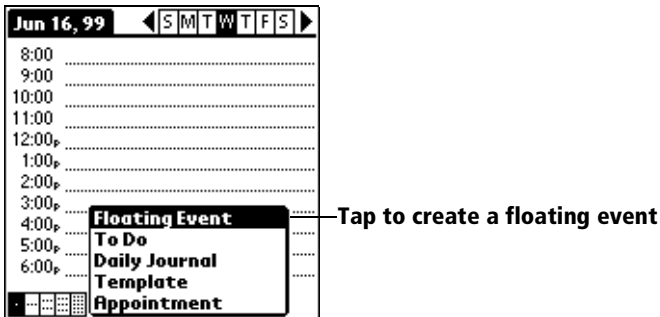 Jun 16, 99 S M T W T F S
8:00
9:00
10:00
11:00
12:00p
1:00p
2:00p
3:00p
Floating Event Tap to create a floating event
4:00p
To Do
5:00p
Daily Journal
6:00p
Template
Appointment